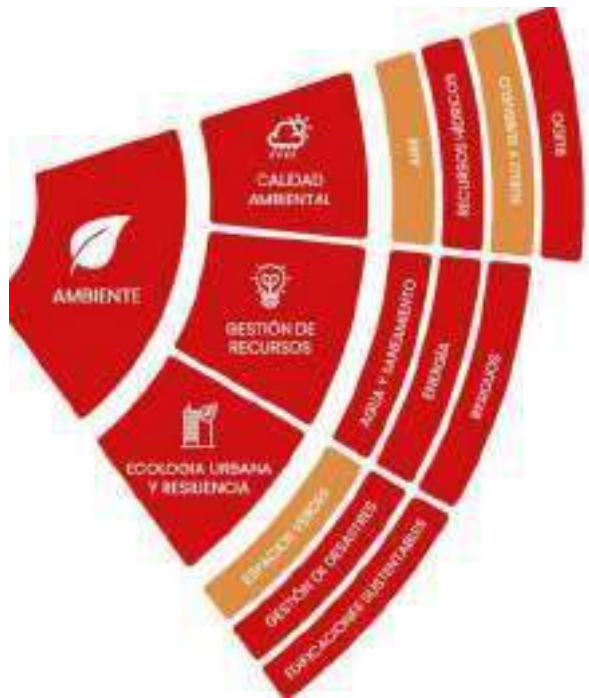 AMBIENTE
CALIDAD
AMBIENTAL
AIRE
RECURSOS HÍDRICOS
SUELO Y SUBSUELO
RUIDO
GESTIÓN DE
RECURSOS
AGUA Y SANEAMIENTO
ENERGÍA
RESIDUOS
ECOLOGIA URBANA
Y RESILIENCIA
ESPACIOS VERDES
GESTIÓN DE DESASTRES
EDIFICACIONES SUSTENTABLES